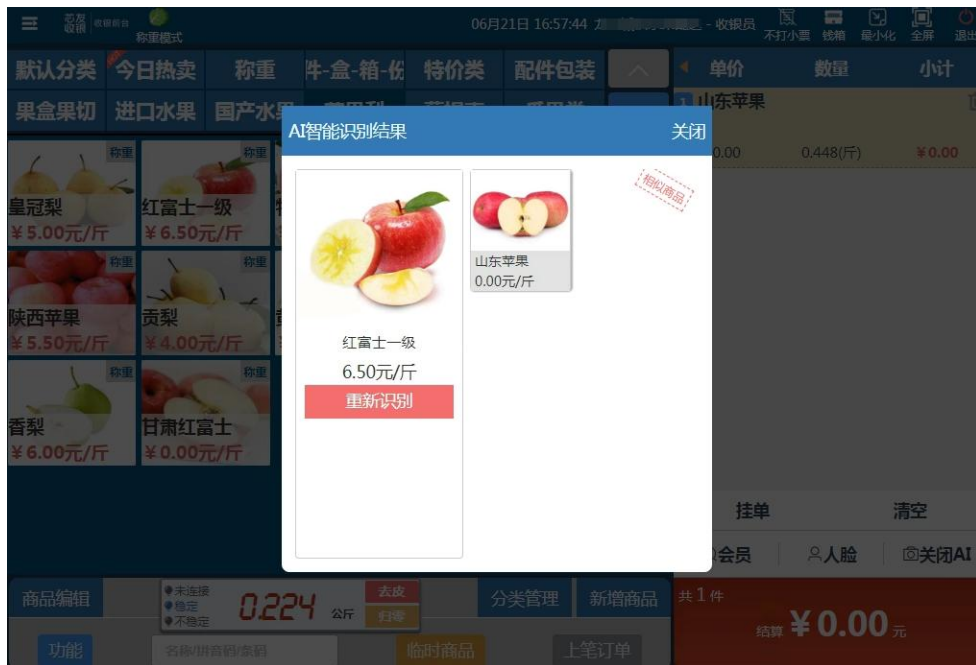 芯发收银 收银前台
称重模式
06月21日 16:57:44
- 收银员
不打小票 钱箱 最小化 全屏 退出
默认分类 今日热卖 称重 件-盒-箱-份 特价类 配件包装
单价 数量 小计
果盒果切 进口水果 国产水果
1 山东苹果
0.00 0.448(斤) ￥0.00
AI智能识别结果 关闭
相似商品
红富士一级
6.50元/斤
重新识别
山东苹果
0.00元/斤
称重
皇冠梨
￥5.00元/斤
称重
红富士一级
￥6.50元/斤
称重
陕西苹果
￥5.50元/斤
称重
贡梨
￥4.00元/斤
称重
香梨
￥6.00元/斤
称重
甘肃红富士
￥0.00元/斤
挂单 清空
会员 人脸 关闭AI
商品编辑
未连接
稳定
不稳定
0.224 公斤
去皮
归零
分类管理 新增商品
共1件
结算 ￥0.00 元
功能 名称/拼音码/条码 临时商品 上笔订单